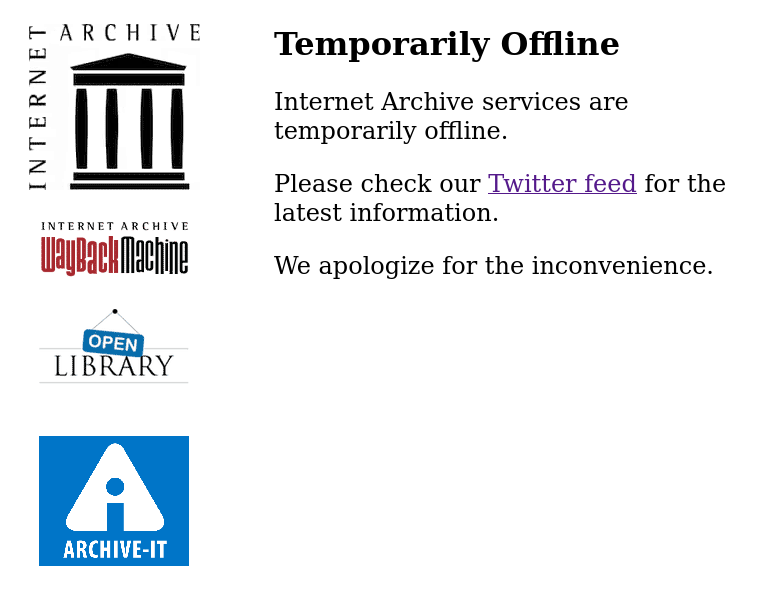 INTERNET ARCHIVE
INTERNET ARCHIVE
WayBackMachine
OPEN
LIBRARY
ARCHIVE-IT
Temporarily Offline
Internet Archive services are
temporarily offline.
Please check our Twitter feed for the
latest information.
We apologize for the inconvenience.